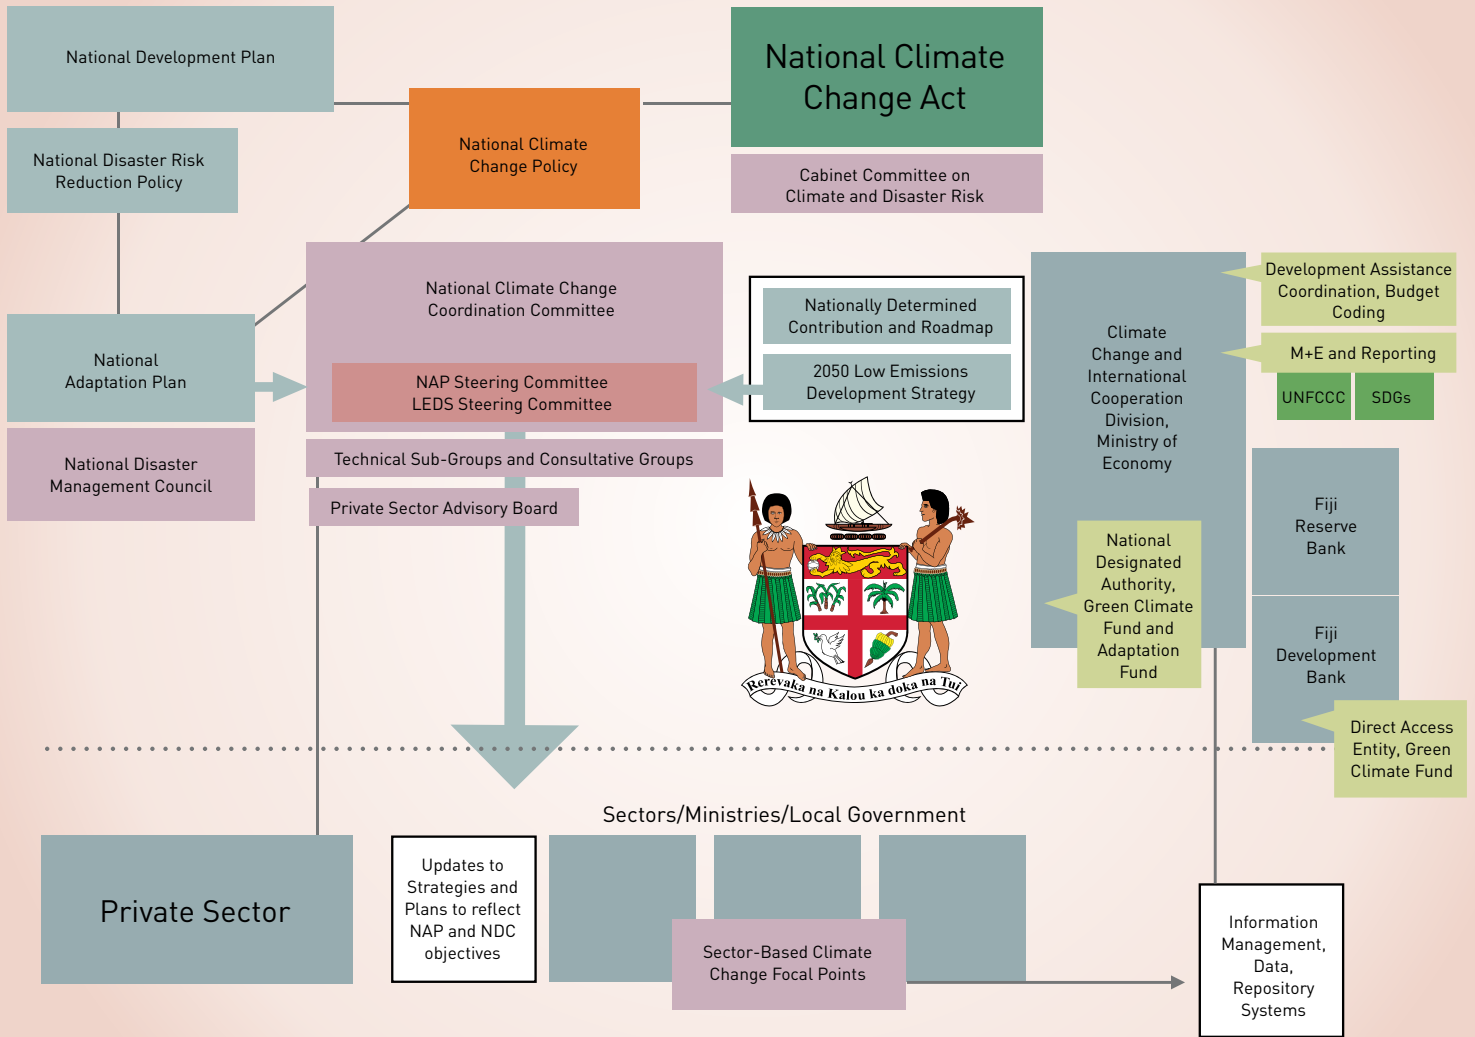 National Development Plan
National Climate
Change Act
National Disaster Risk
Reduction Policy
National Climate
Change Policy
Cabinet Committee on
Climate and Disaster Risk
National Climate Change
Coordination Committee
NAP Steering Committee
LEDS Steering Committee
Nationally Determined
Contribution and Roadmap
2050 Low Emissions
Development Strategy
National
Adaptation Plan
National Disaster
Management Council
Technical Sub-Groups and Consultative Groups
Private Sector Advisory Board
Climate
Change and
International
Cooperation
Division,
Ministry of
Economy
Development Assistance
Coordination, Budget
Coding
M+E and Reporting
UNFCCC
SDGs
National
Designated
Authority,
Green Climate
Fund and
Adaptation
Fund
Fiji
Reserve
Bank
Fiji
Development
Bank
Direct Access
Entity, Green
Climate Fund
Rerevaka na Kalou ka doka na Tui
Sectors/Ministries/Local Government
Private Sector
Updates to
Strategies and
Plans to reflect
NAP and NDC
objectives
Sector-Based Climate
Change Focal Points
Information
Management,
Data,
Repository
Systems